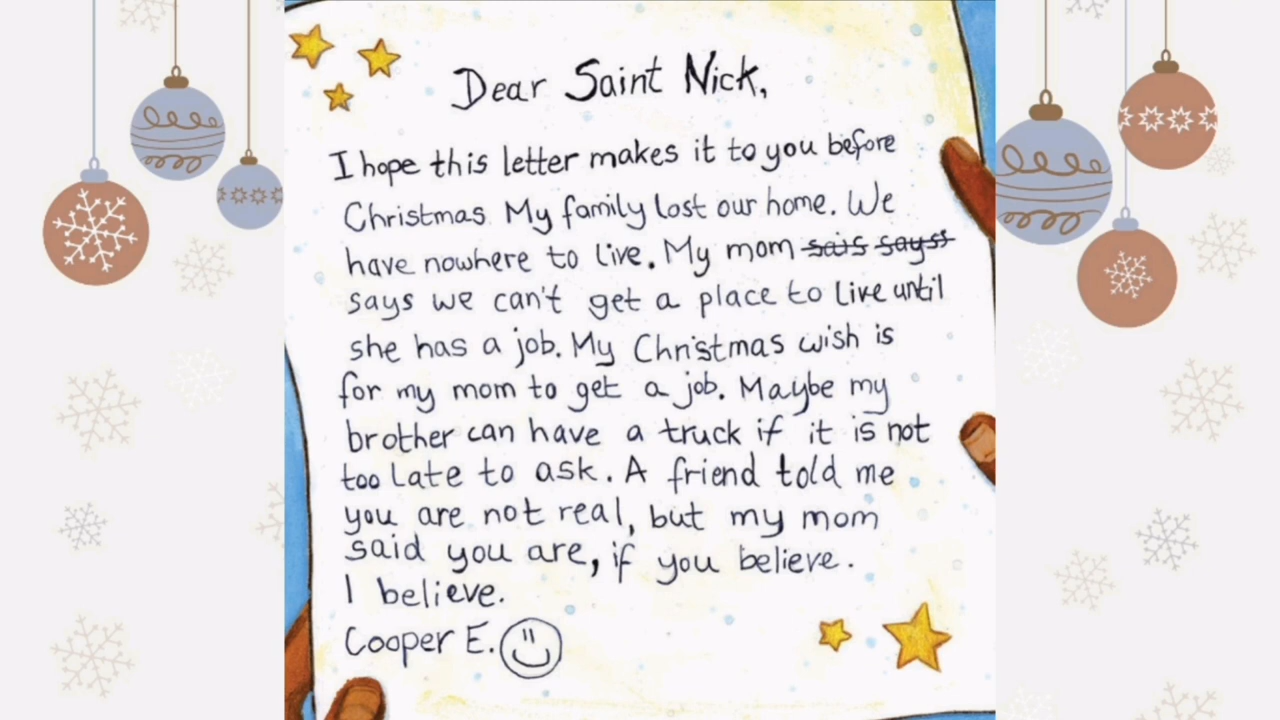 Dear Saint Nick,
I hope this letter makes it to you before
Christmas My family lost our home. We
have nowhere to live. My mom sais sayss
says we can't get a place to live until
she has a job. My Christmas wish is
for my mom to get a job. Maybe my
brother can have a truck if it is not
too late to ask. A friend told me
you are not real, but my mom
said you are, if you believe.
I believe.
Cooper E.